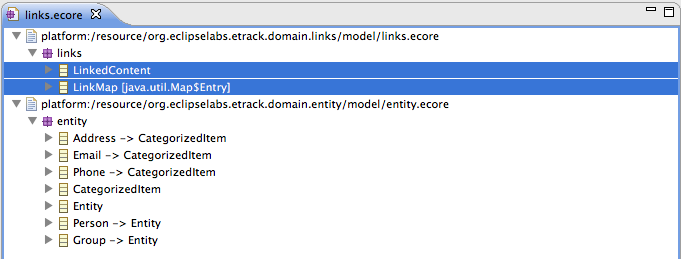 links.ecore
platform:/resource/org.eclipselabs.etrack.domain.links/model/links.ecore
links
LinkedContent
LinkMap [java.util.Map$Entry]
platform:/resource/org.eclipselabs.etrack.domain.entity/model/entity.ecore
entity
Address -> CategorizedItem
Email -> CategorizedItem
Phone -> CategorizedItem
CategorizedItem
Entity
Person -> Entity
Group -> Entity